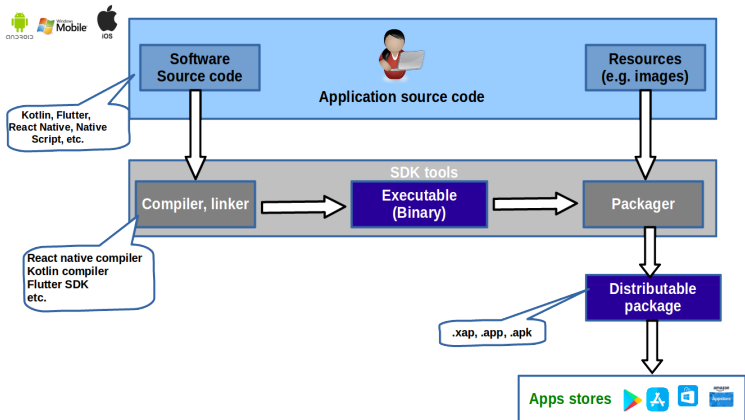 ANDROID
Windows
Mobile
iOS
Software
Source code
Resources
(e.g. images)
Application source code
Kotlin, Flutter,
React Native, Native
Script, etc.
SDK tools
Compiler, linker
Executable
(Binary)
Packager
React native compiler
Kotlin compiler
Flutter SDK
etc.
Distributable
package
.xap, .app, .apk
Apps stores
amazon